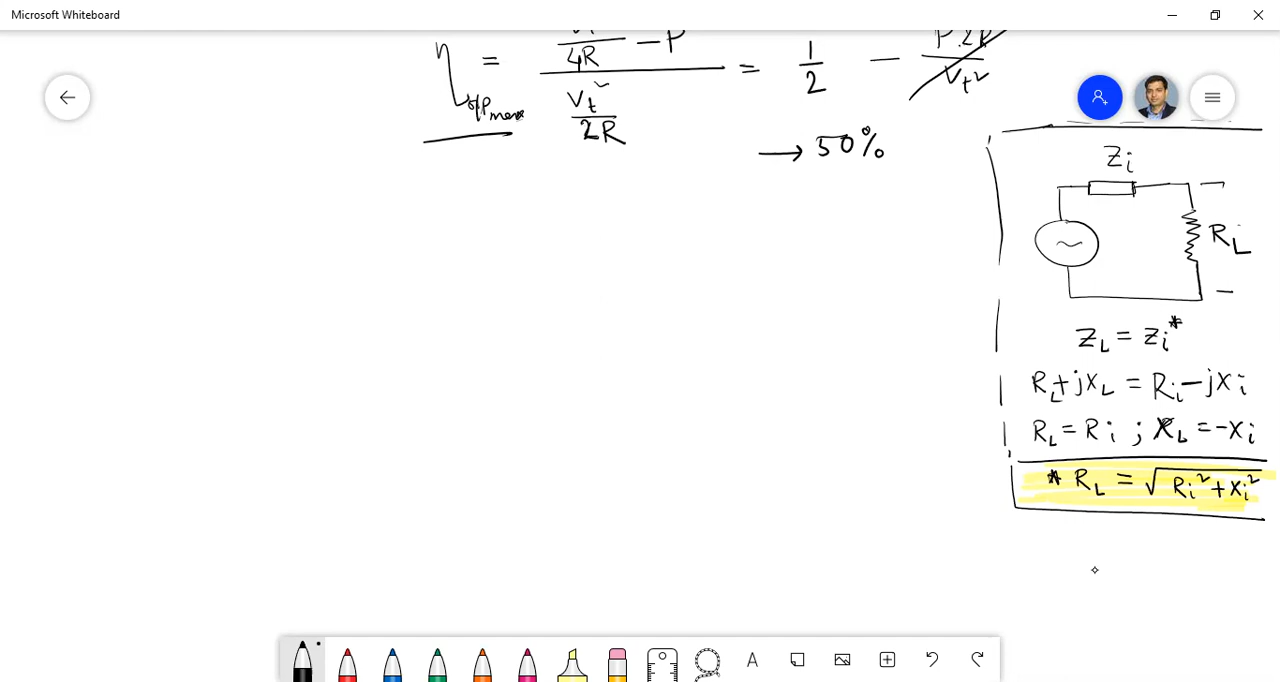 Microsoft Whiteboard
η o/p max = (/4R − P) / (Vt²/2R) = 1/2 − P.2R/Vt²
→ 50%
Zi
RL
ZL = Zi*
RL+jXL = Ri−jXi
RL = Ri ; XL = −Xi
* RL = √Ri²+Xi²
A